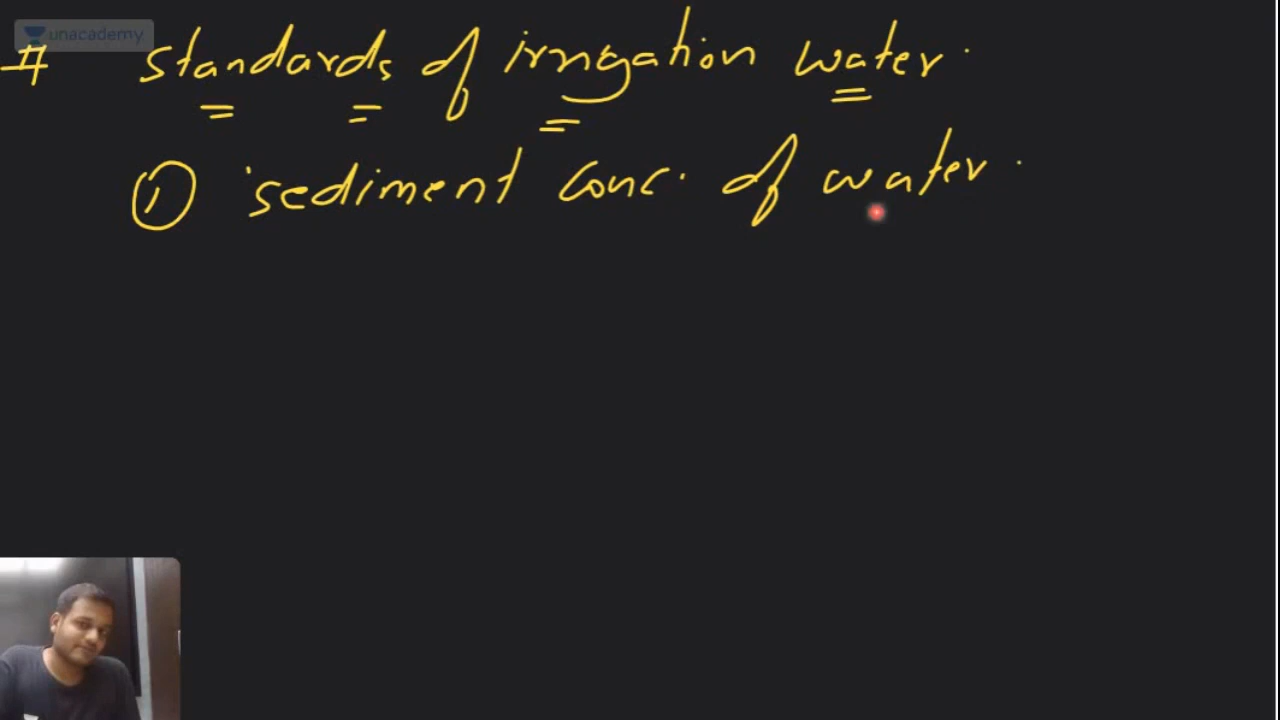 unacademy
# Standards of irrigation water.
① sediment conc. of water.